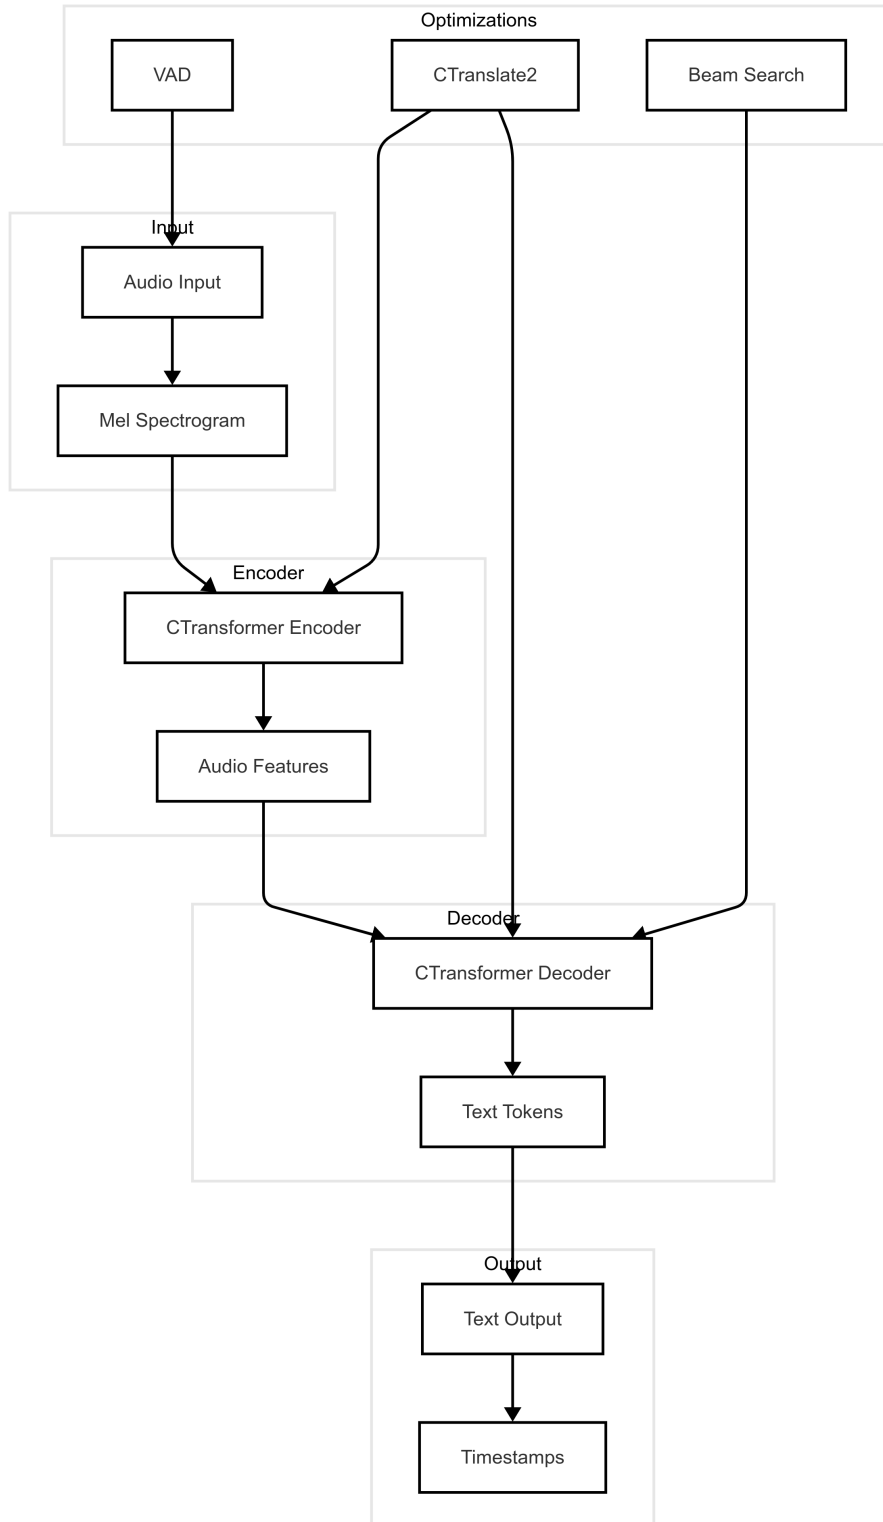 Optimizations
VAD
CTranslate2
Beam Search
Input
Audio Input
Mel Spectrogram
Encoder
CTransformer Encoder
Audio Features
Decoder
CTransformer Decoder
Text Tokens
Output
Text Output
Timestamps